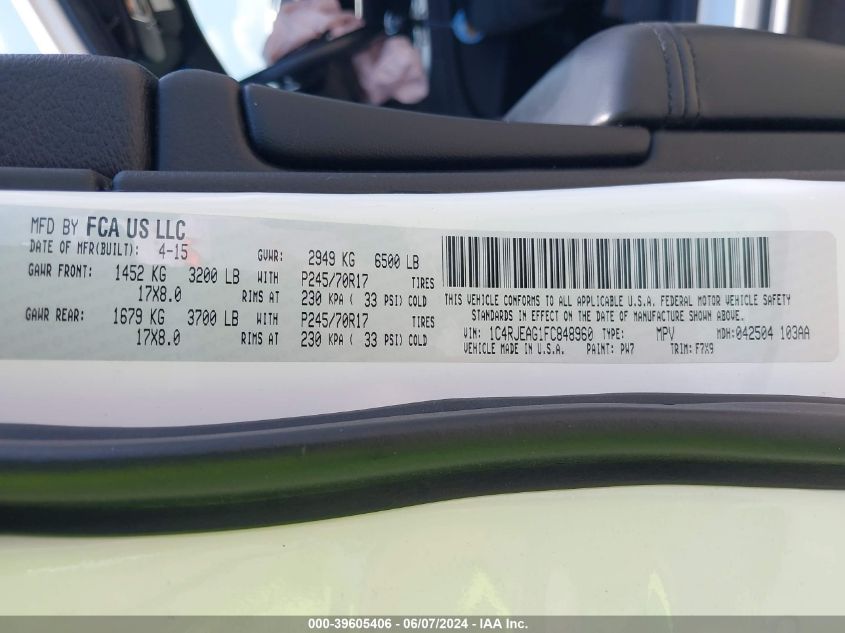 MFD BY FCA US LLC
DATE OF MFR(BUILT): 4-15 GVWR: 2949 KG 6500 LB
GAWR FRONT: 1452 KG 3200 LB WITH P245/70R17 TIRES
17X8.0 RIMS AT 230 KPA ( 33 PSI) COLD
GAWR REAR: 1679 KG 3700 LB WITH P245/70R17 TIRES
17X8.0 RIMS AT 230 KPA ( 33 PSI) COLD
THIS VEHICLE CONFORMS TO ALL APPLICABLE U.S.A. FEDERAL MOTOR VEHICLE SAFETY
STANDARDS IN EFFECT ON THE DATE OF MANUFACTURE SHOWN ABOVE.
VIN: 1C4RJEAG1FC848960 TYPE: MPV MDH:042504 103AA
VEHICLE MADE IN U.S.A. PAINT: PW7 TRIM: F7X9
000-39605406 - 06/07/2024 - IAA Inc.